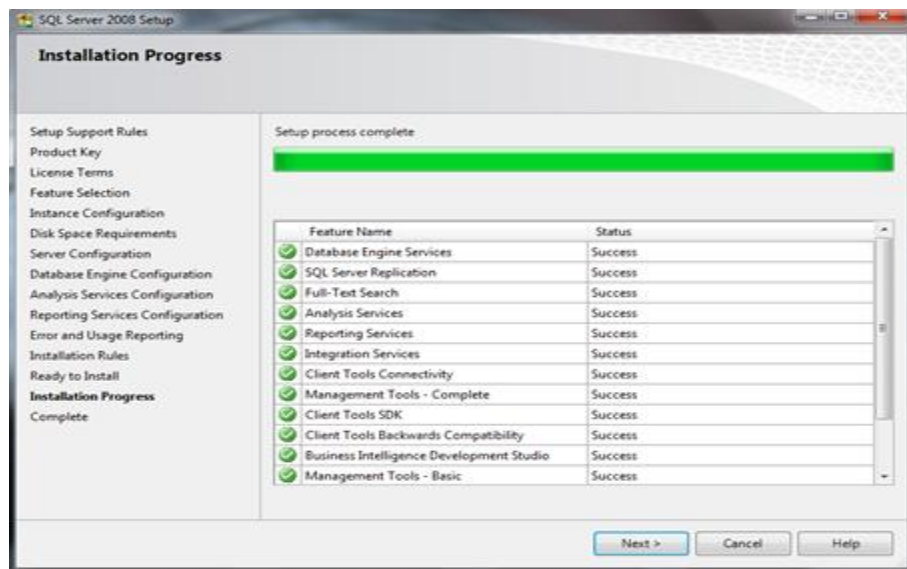 SQL Server 2008 Setup
Installation Progress
Setup Support Rules
Product Key
License Terms
Feature Selection
Instance Configuration
Disk Space Requirements
Server Configuration
Database Engine Configuration
Analysis Services Configuration
Reporting Services Configuration
Error and Usage Reporting
Installation Rules
Ready to Install
Installation Progress
Complete
Setup process complete
Feature Name Status
Database Engine Services Success
SQL Server Replication Success
Full-Text Search Success
Analysis Services Success
Reporting Services Success
Integration Services Success
Client Tools Connectivity Success
Management Tools - Complete Success
Client Tools SDK Success
Client Tools Backwards Compatibility Success
Business Intelligence Development Studio Success
Management Tools - Basic Success
Next > Cancel Help